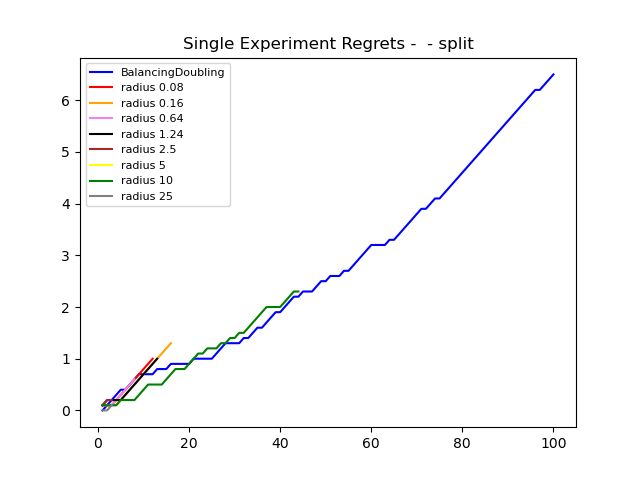 Single Experiment Regrets -  - split
BalancingDoubling
radius 0.08
radius 0.16
radius 0.64
radius 1.24
radius 2.5
radius 5
radius 10
radius 25
6
5
4
3
2
1
0
0 20 40 60 80 100